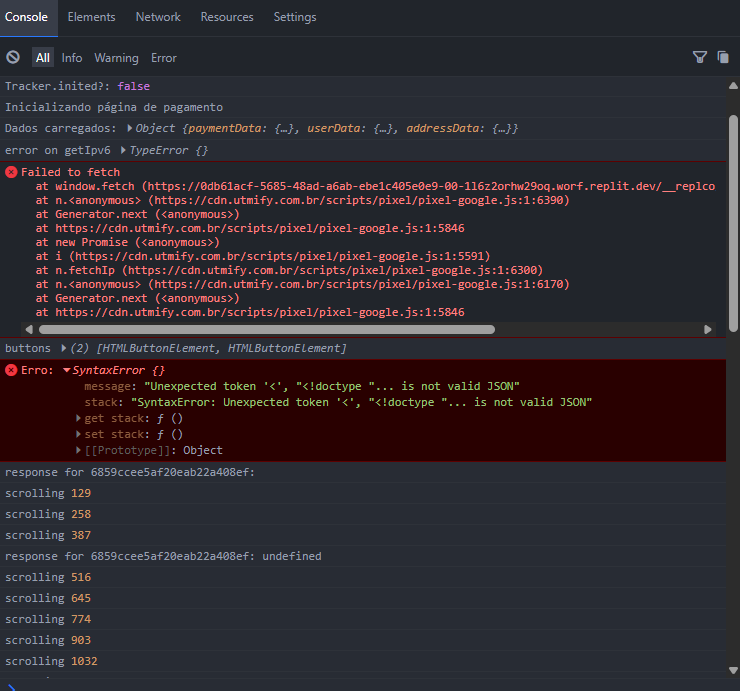 Console Elements Network Resources Settings
All Info Warning Error
Tracker.inited?: false
Inicializando página de pagamento
Dados carregados: Object {paymentData: {…}, userData: {…}, addressData: {…}}
error on getIpv6 TypeError {}
Failed to fetch
at window.fetch (https://0db61acf-5685-48ad-a6ab-ebe1c405e0e9-00-1l6z2orhw29oq.worf.replit.dev/__replco
at n.<anonymous> (https://cdn.utmify.com.br/scripts/pixel/pixel-google.js:1:6390)
at Generator.next (<anonymous>)
at https://cdn.utmify.com.br/scripts/pixel/pixel-google.js:1:5846
at new Promise (<anonymous>)
at i (https://cdn.utmify.com.br/scripts/pixel/pixel-google.js:1:5591)
at n.fetchIp (https://cdn.utmify.com.br/scripts/pixel/pixel-google.js:1:6300)
at n.<anonymous> (https://cdn.utmify.com.br/scripts/pixel/pixel-google.js:1:6170)
at Generator.next (<anonymous>)
at https://cdn.utmify.com.br/scripts/pixel/pixel-google.js:1:5846
buttons (2) [HTMLButtonElement, HTMLButtonElement]
Erro: SyntaxError {}
message: "Unexpected token '<', "<!doctype "... is not valid JSON"
stack: "SyntaxError: Unexpected token '<', "<!doctype "... is not valid JSON"
get stack: ƒ ()
set stack: ƒ ()
[[Prototype]]: Object
response for 6859ccee5af20eab22a408ef:
scrolling 129
scrolling 258
scrolling 387
response for 6859ccee5af20eab22a408ef: undefined
scrolling 516
scrolling 645
scrolling 774
scrolling 903
scrolling 1032